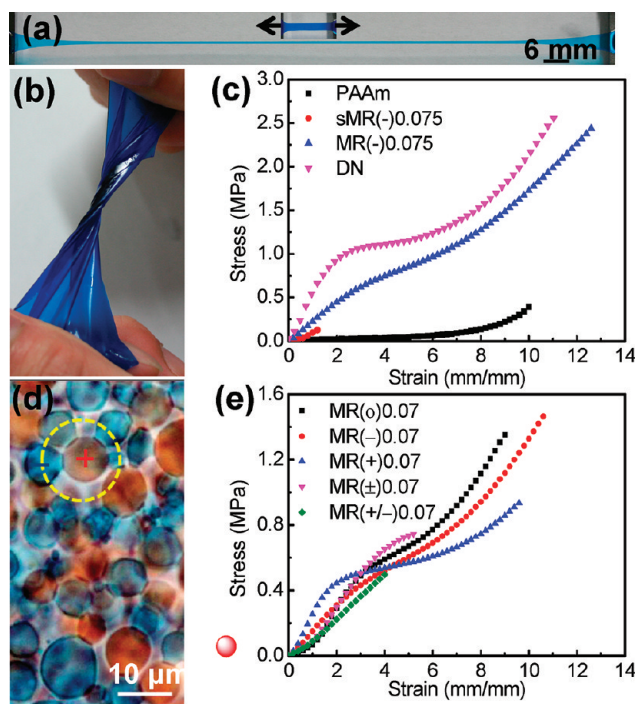 (a)
6 mm
(b)
(c)
3.0
2.5
2.0
1.5
1.0
0.5
0.0
Stress (MPa)
PAAm
sMR(-)0.075
MR(-)0.075
DN
0 2 4 6 8 10 12 14
Strain (mm/mm)
(d)
+
10 μm
(e)
1.6
1.2
0.8
0.4
0.0
Stress (MPa)
MR(o)0.07
MR(–)0.07
MR(+)0.07
MR(±)0.07
MR(+/–)0.07
0 2 4 6 8 10 12 14
Strain (mm/mm)